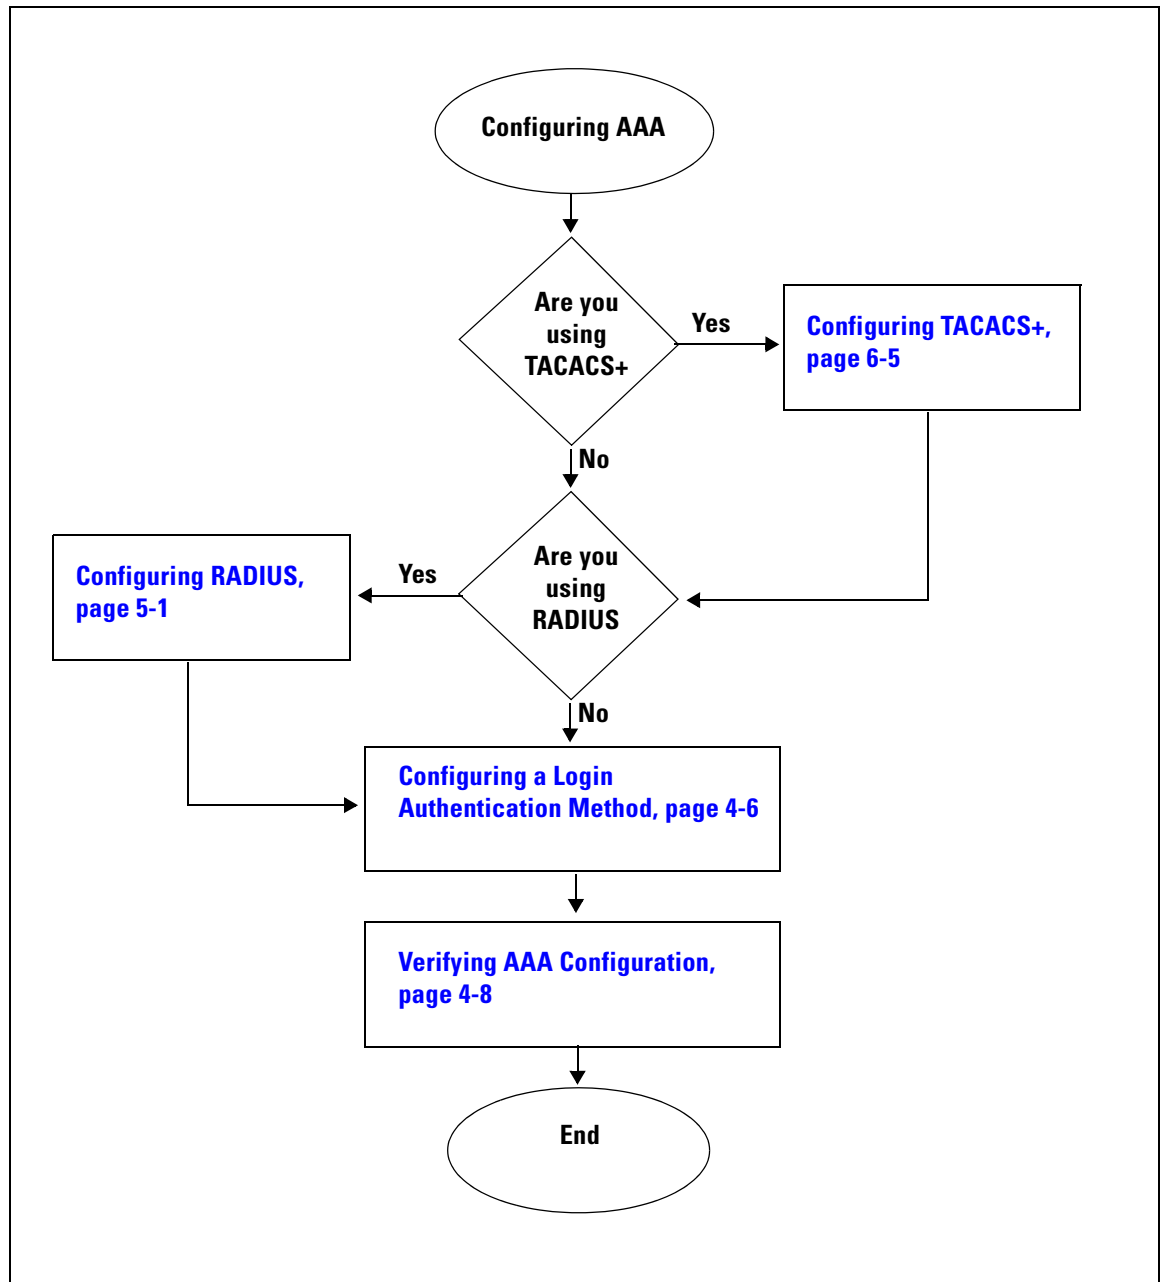 Configuring AAA
Are you
using
TACACS+
Yes
Configuring TACACS+,
page 6-5
No
Are you
using
RADIUS
Yes
Configuring RADIUS,
page 5-1
No
Configuring a Login
Authentication Method, page 4-6
Verifying AAA Configuration,
page 4-8
End